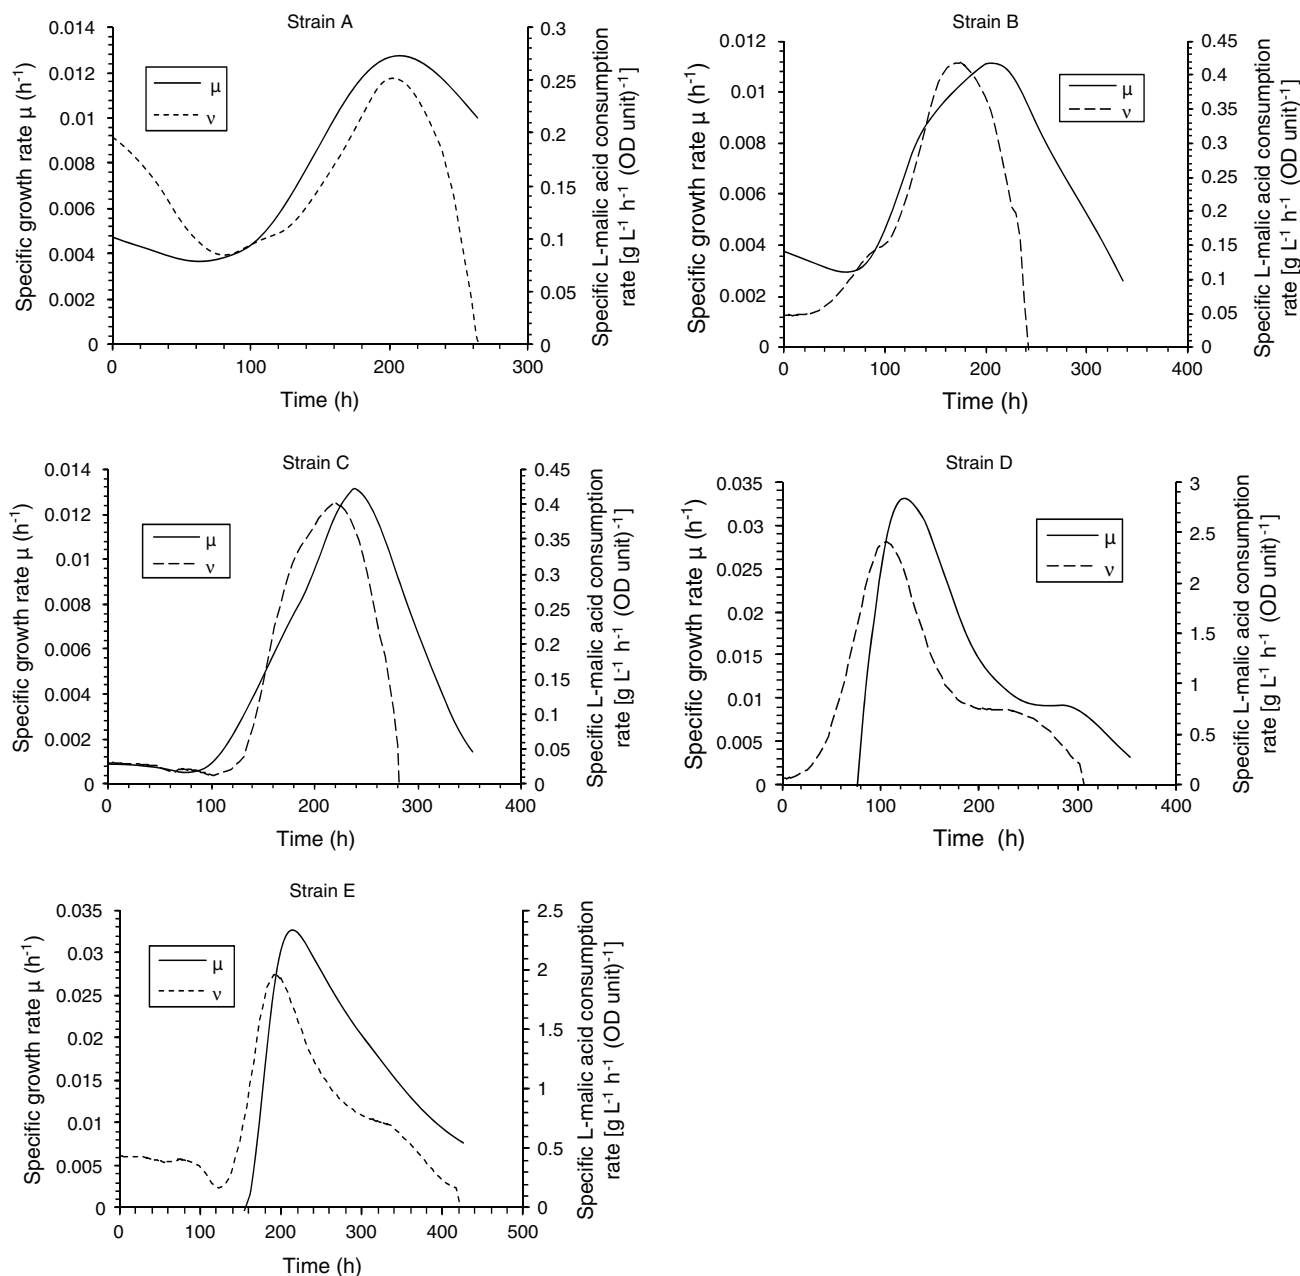 Strain A
Specific growth rate μ (h⁻¹)
0.014
0.012
0.01
0.008
0.006
0.004
0.002
0
μ
ν
0.3
0.25
0.2
0.15
0.1
0.05
0
Specific L-malic acid consumption
rate [g L⁻¹ h⁻¹ (OD unit)⁻¹]
0
100
200
300
Time (h)
Strain B
Specific growth rate μ (h⁻¹)
0.012
0.01
0.008
0.006
0.004
0.002
0
μ
ν
0.45
0.4
0.35
0.3
0.25
0.2
0.15
0.1
0.05
0
Specific L-malic acid consumption
rate [g L⁻¹ h⁻¹ (OD unit)⁻¹
0
100
200
300
400
Time (h)
Strain C
Specific growth rate μ (h⁻¹)
0.014
0.012
0.01
0.008
0.006
0.004
0.002
0
μ
ν
0.45
0.4
0.35
0.3
0.25
0.2
0.15
0.1
0.05
0
Specific L-malic acid consumption
rate [g L⁻¹ h⁻¹ (OD unit)⁻¹]
0
100
200
300
400
Time (h)
Strain D
Specific growth rate μ (h⁻¹)
0.035
0.03
0.025
0.02
0.015
0.01
0.005
0
μ
ν
3
2.5
2
1.5
1
0.5
0
Specific L-malic acid consumption
rate [g L⁻¹ h⁻¹ (OD unit)⁻¹
0
100
200
300
400
Time (h)
Strain E
Specific growth rate μ (h⁻¹)
0.035
0.03
0.025
0.02
0.015
0.01
0.005
0
μ
ν
2.5
2
1.5
1
0.5
0
Specific L-malic acid consumption
rate [g L⁻¹ h⁻¹ (OD unit)⁻¹]
0
100
200
300
400
500
Time (h)